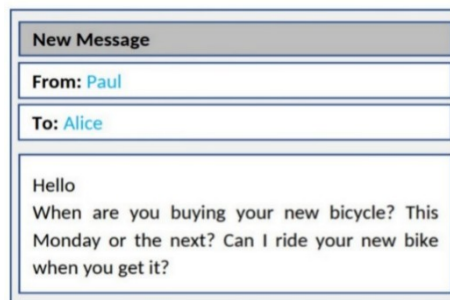 New Message
From: Paul
To: Alice
Hello
When are you buying your new bicycle? This
Monday or the next? Can I ride your new bike
when you get it?